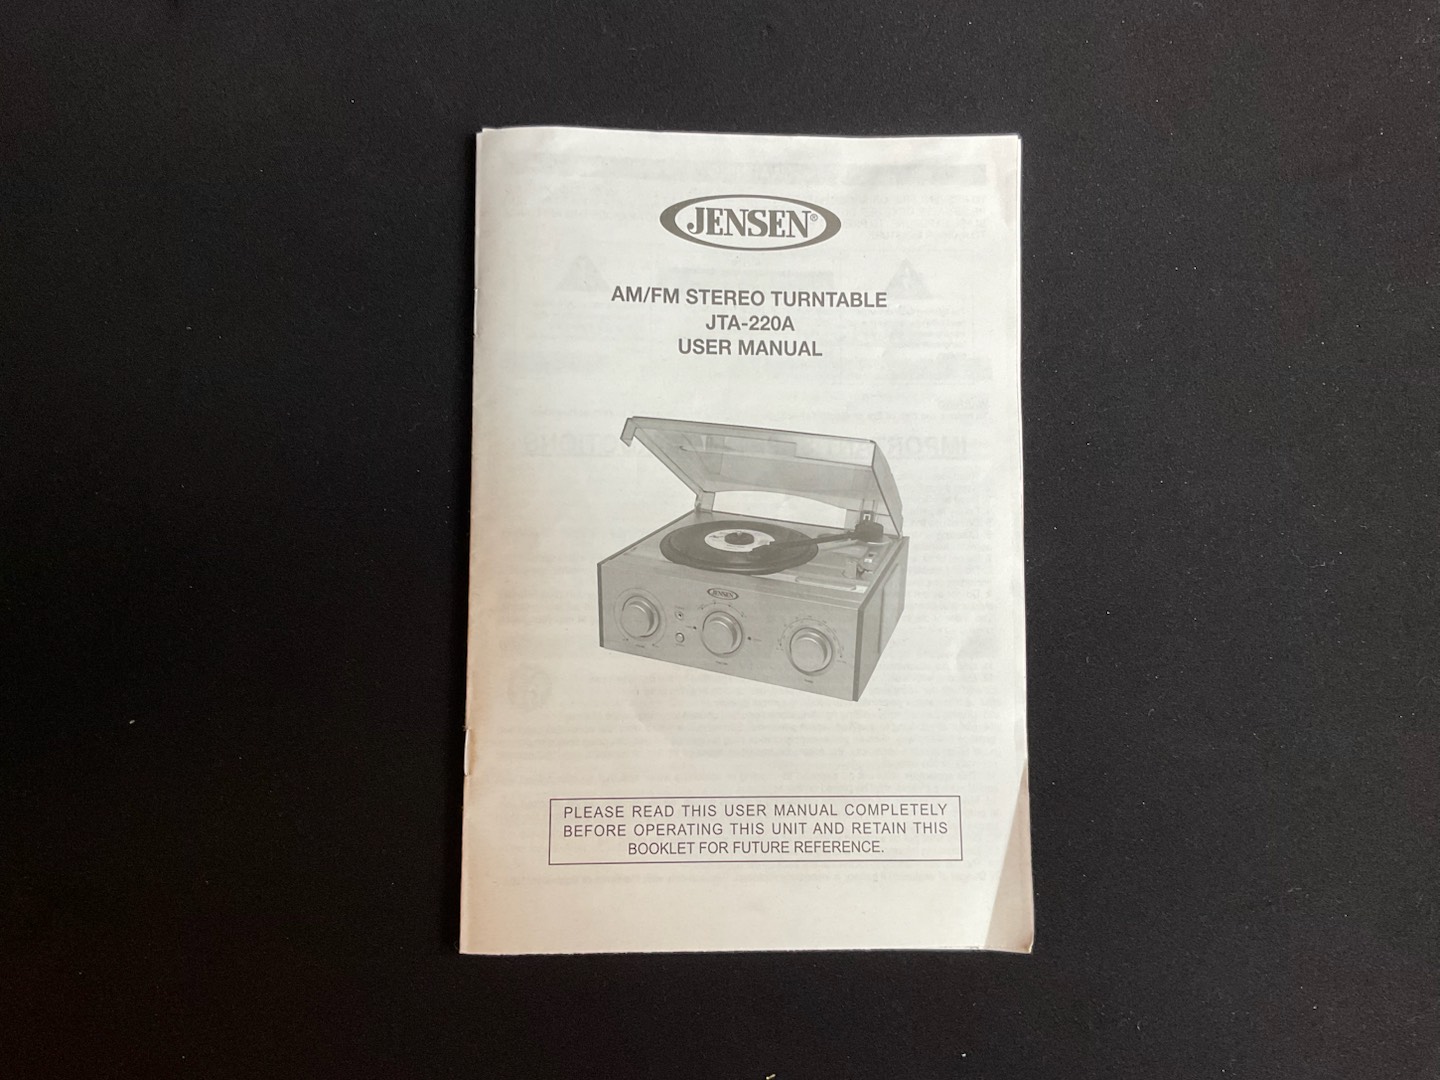 JENSEN®
AM/FM STEREO TURNTABLE
JTA-220A
USER MANUAL
JENSEN
PLEASE READ THIS USER MANUAL COMPLETELY
BEFORE OPERATING THIS UNIT AND RETAIN THIS
BOOKLET FOR FUTURE REFERENCE.